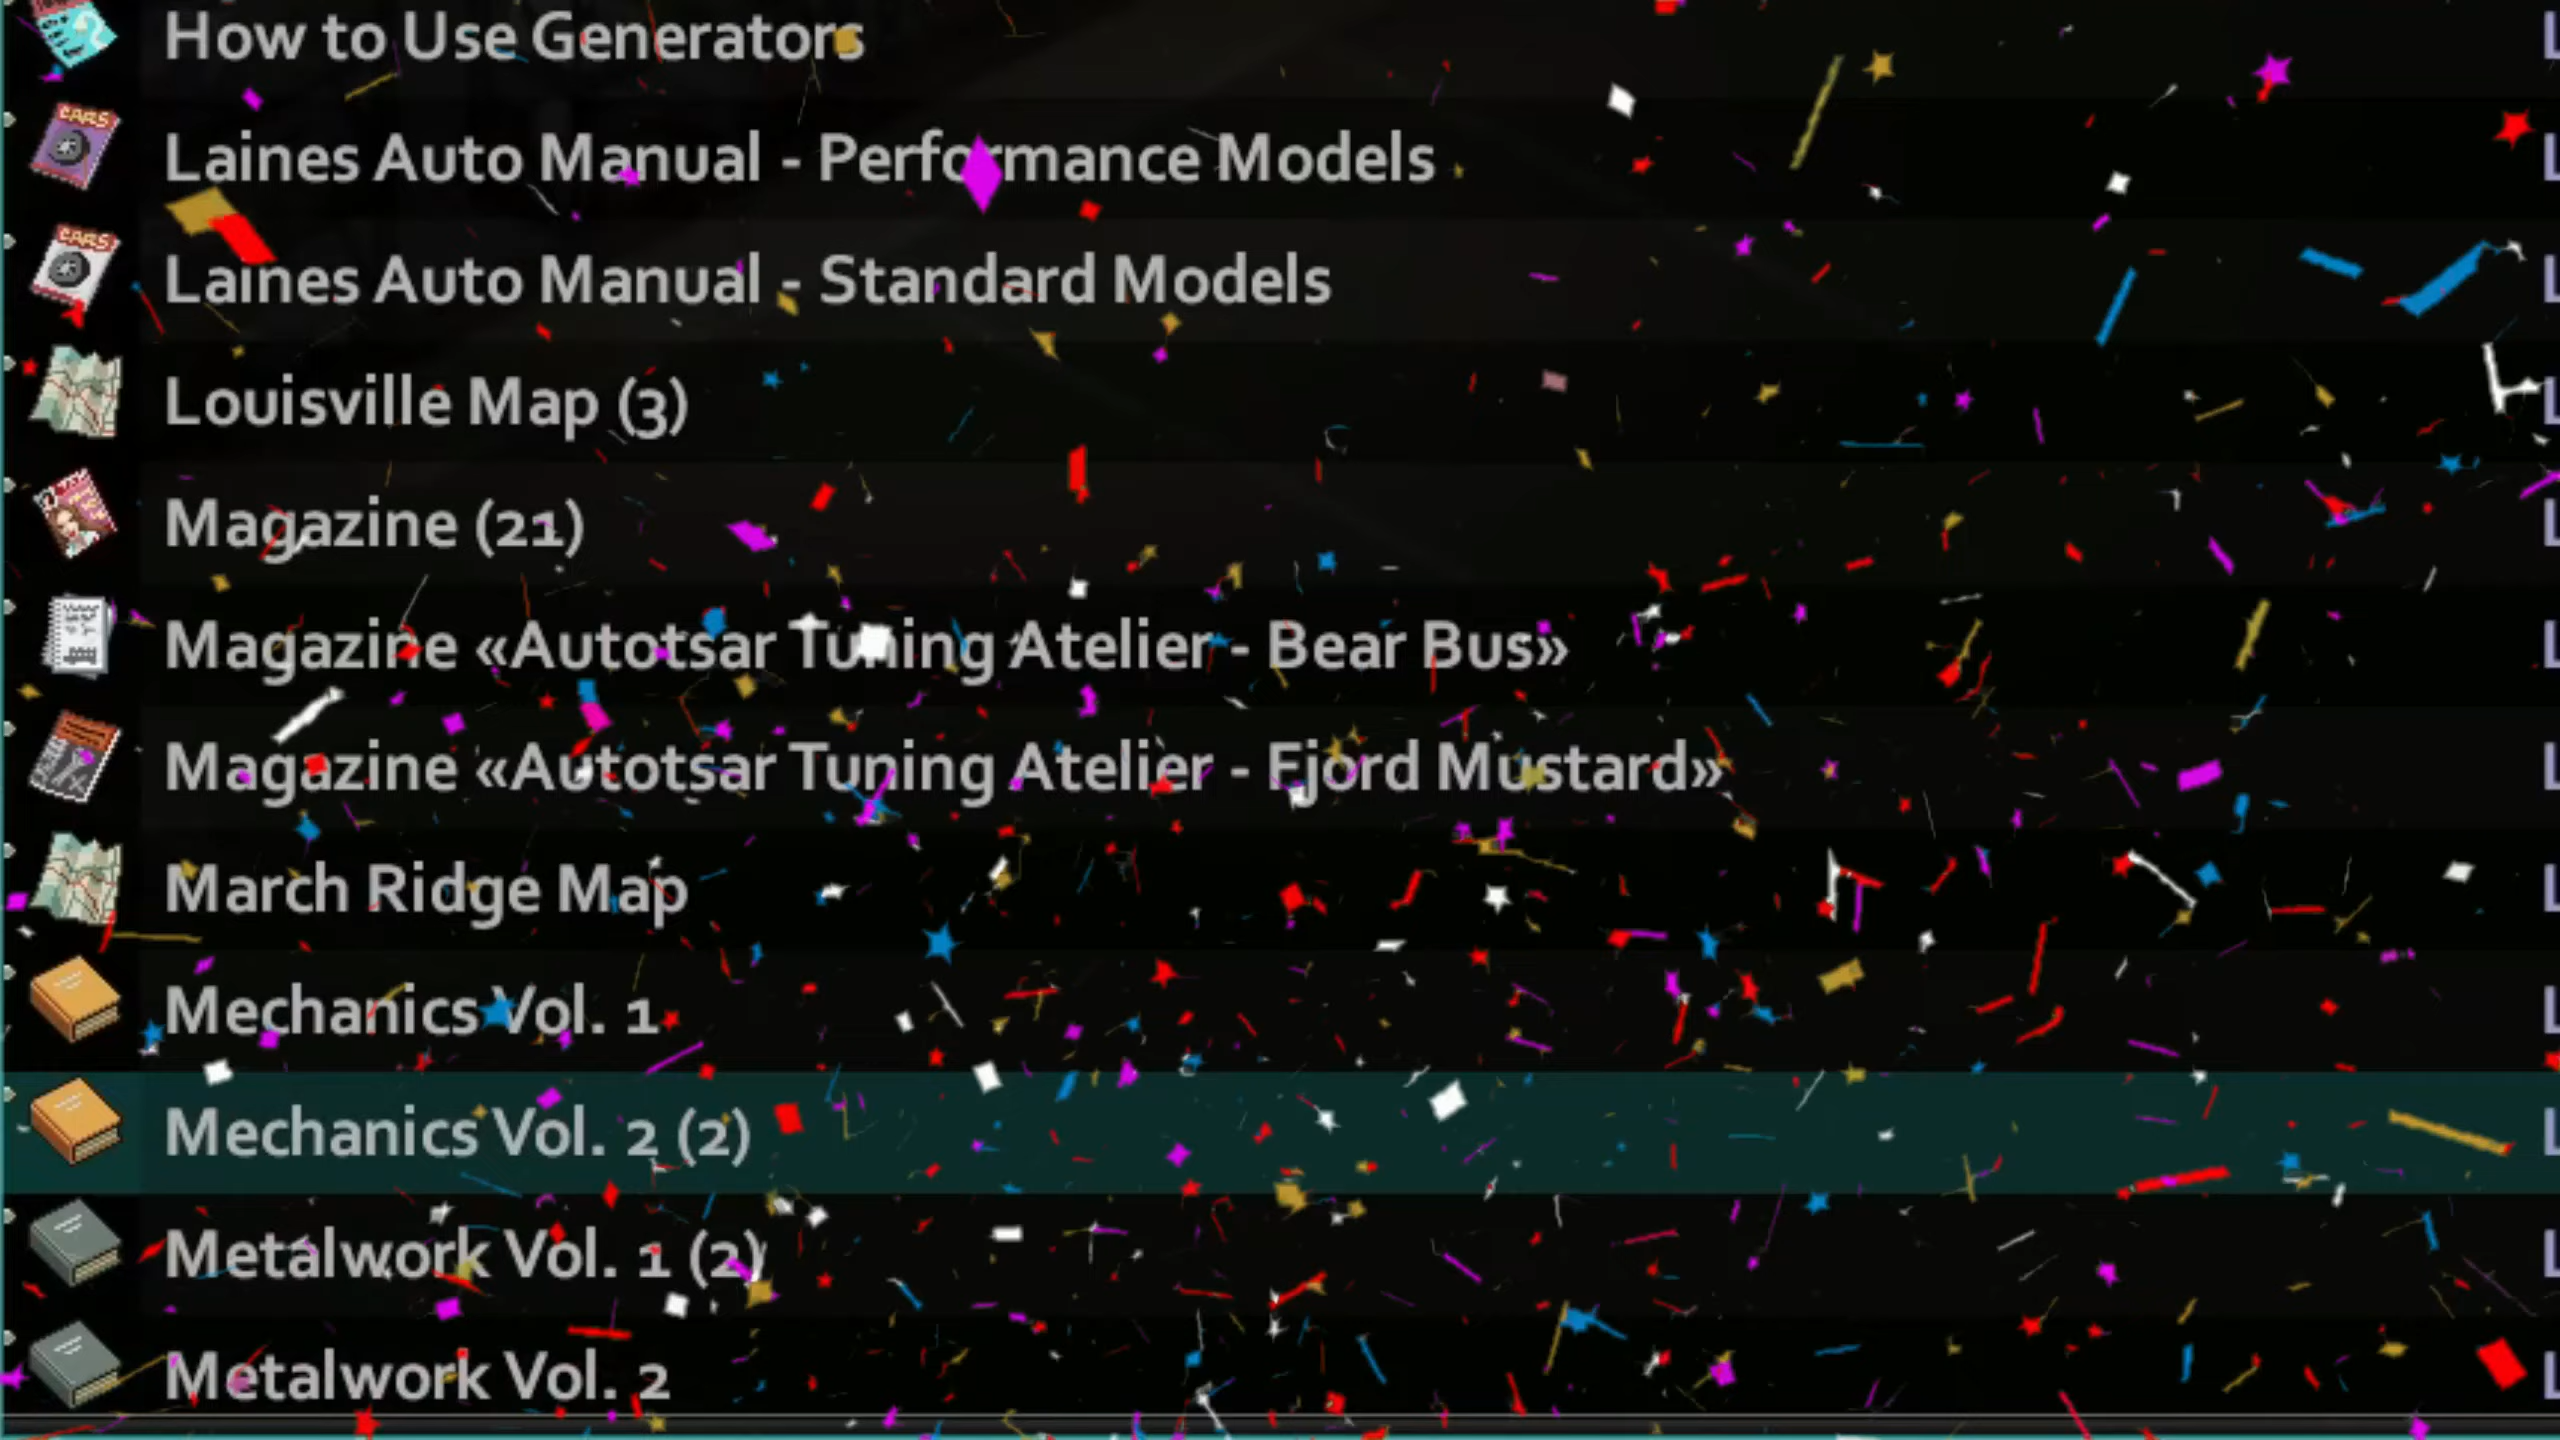 How to Use Generators
CARS
Laines Auto Manual - Performance Models
CARS
Laines Auto Manual - Standard Models
Louisville Map (3)
Magazine (21)
Magazine «Autotsar Tuning Atelier - Bear Bus»
Magazine «Autotsar Tuning Atelier - Fjord Mustard»
March Ridge Map
Mechanics Vol. 1
Mechanics Vol. 2 (2)
Metalwork Vol. 1 (2)
Metalwork Vol. 2